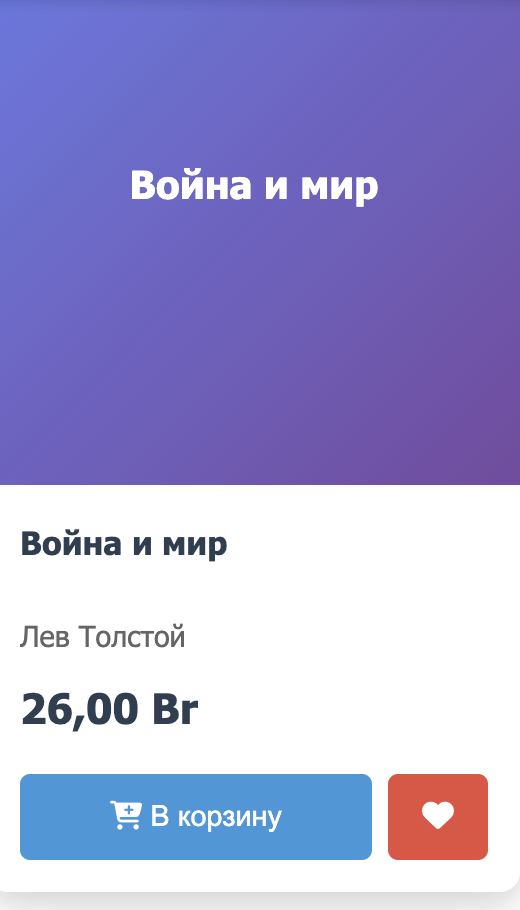 Война и мир
Война и мир
Лев Толстой
26,00 Br
В корзину